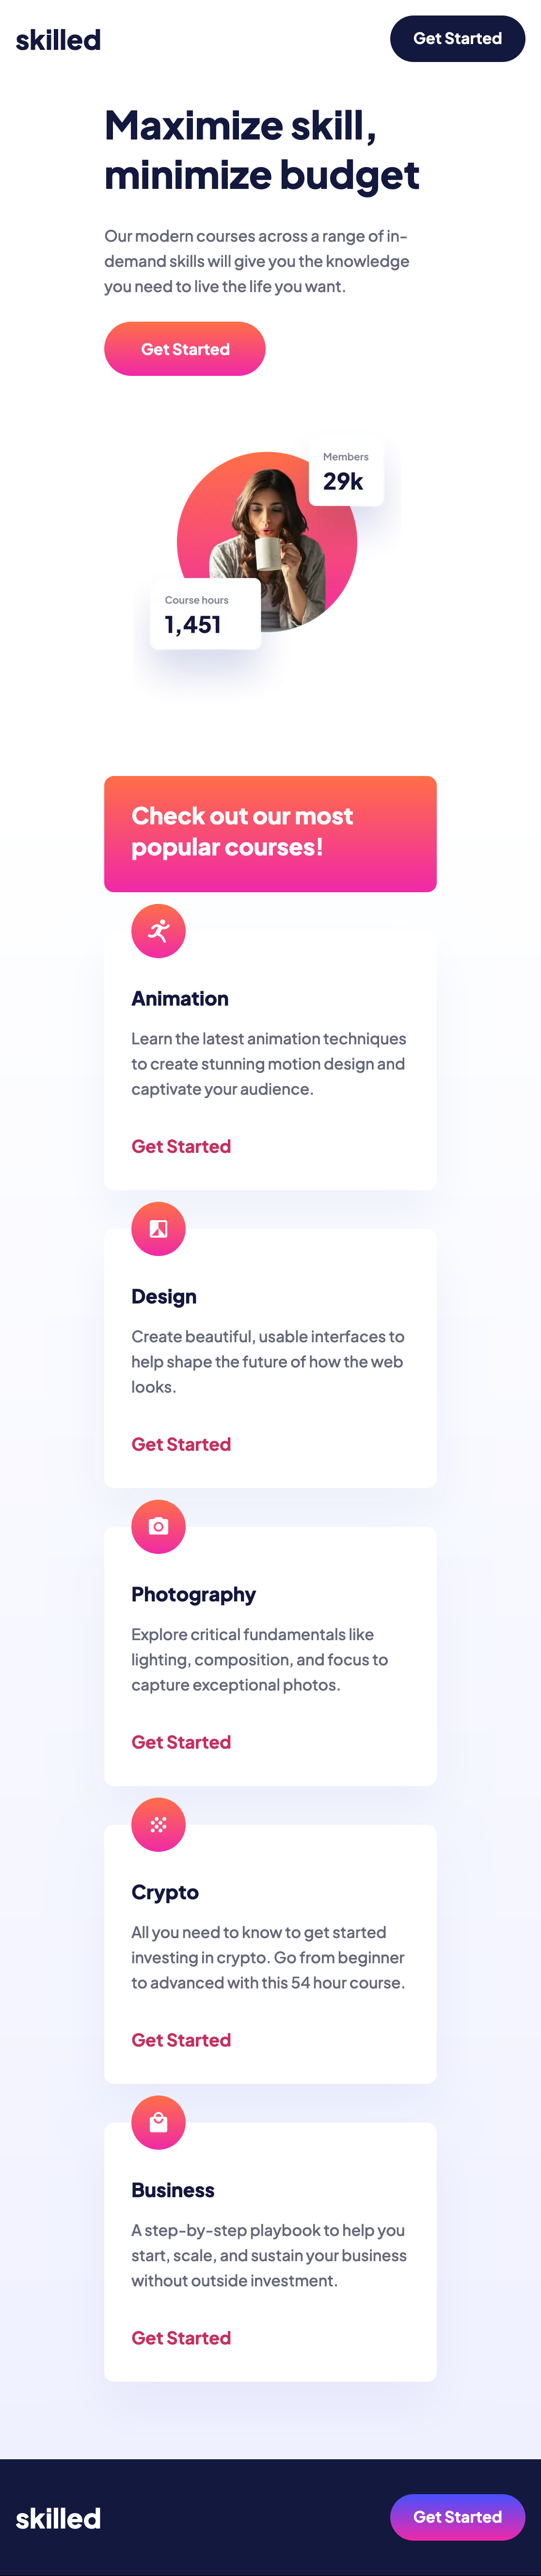 skilled
Get Started
Maximize skill,
minimize budget
Our modern courses across a range of in-
demand skills will give you the knowledge
you need to live the life you want.
Get Started
Members
29k
Course hours
1,451
Check out our most
popular courses!
Animation
Learn the latest animation techniques
to create stunning motion design and
captivate your audience.
Get Started
Design
Create beautiful, usable interfaces to
help shape the future of how the web
looks.
Get Started
Photography
Explore critical fundamentals like
lighting, composition, and focus to
capture exceptional photos.
Get Started
Crypto
All you need to know to get started
investing in crypto. Go from beginner
to advanced with this 54 hour course.
Get Started
Business
A step-by-step playbook to help you
start, scale, and sustain your business
without outside investment.
Get Started
skilled
Get Started